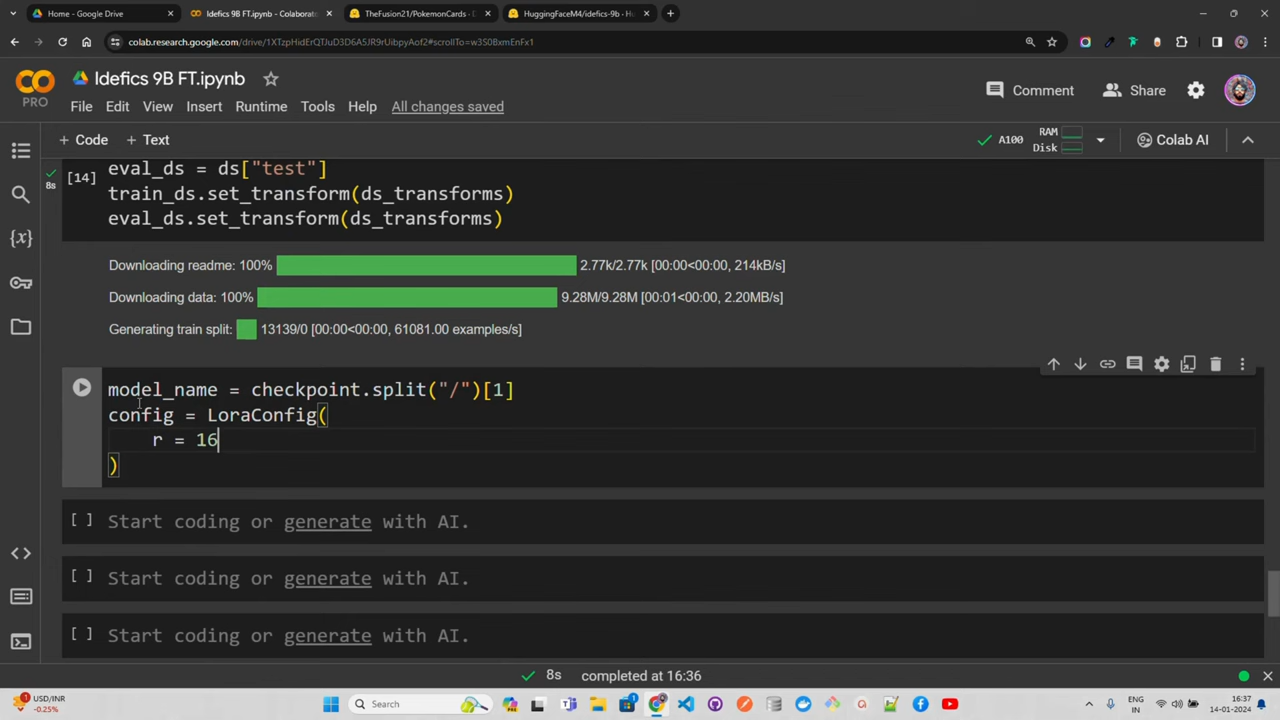 Home - Google Drive
Idefics 9B FT.ipynb - Colaborate
TheFusion21/PokemonCards - D
HuggingFaceM4/idefics-9b - Hu
colab.research.google.com/drive/1XTzpHidErQTJuD3D6A5JR9rUibpyAof2#scrollTo=w3S0BxmEnFx1
CO
PRO
Idefics 9B FT.ipynb
File Edit View Insert Runtime Tools Help All changes saved
Comment
Share
+ Code + Text
A100
RAM
Disk
Colab AI
eval_ds = ds["test"]
[14]
8s
train_ds.set_transform(ds_transforms)
eval_ds.set_transform(ds_transforms)
Downloading readme: 100% 2.77k/2.77k [00:00<00:00, 214kB/s]
Downloading data: 100% 9.28M/9.28M [00:01<00:00, 2.20MB/s]
Generating train split: 13139/0 [00:00<00:00, 61081.00 examples/s]
model_name = checkpoint.split("/")[1]
config = LoraConfig(
r = 16
)
[ ] Start coding or generate with AI.
[ ] Start coding or generate with AI.
[ ] Start coding or generate with AI.
8s completed at 16:36
USD/INR
-0.25%
Search
ENG
IN
16:37
14-01-2024